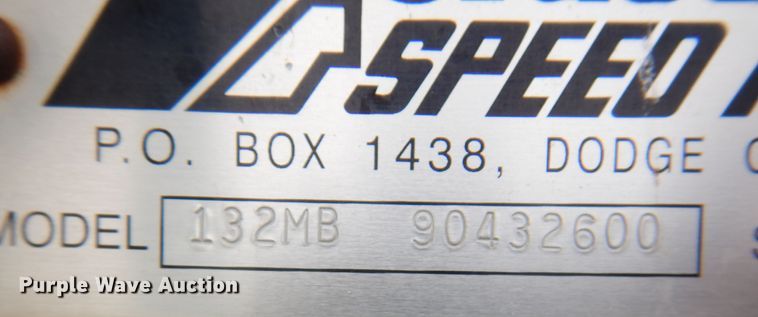 SPEED
P.O. BOX 1438, DODGE
MODEL 132MB 90432600
Purple Wave Auction